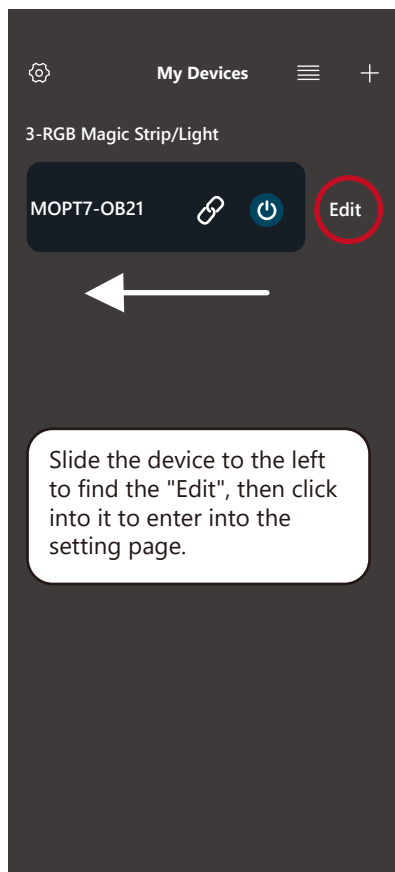 My Devices
3-RGB Magic Strip/Light
MOPT7-OB21
Edit
Slide the device to the left
to find the "Edit", then click
into it to enter into the
setting page.